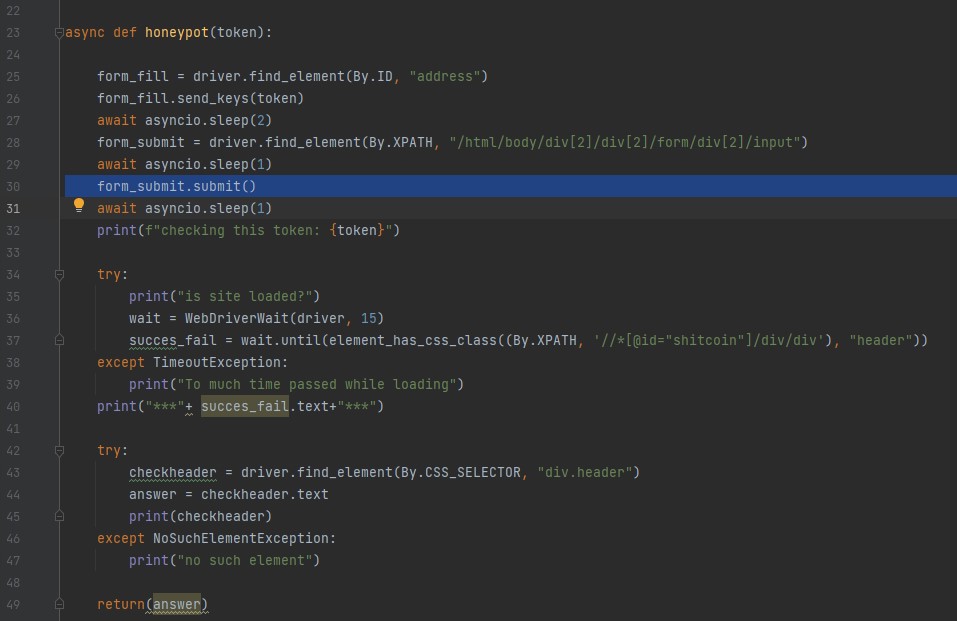 22
23 async def honeypot(token):
24
25     form_fill = driver.find_element(By.ID, "address")
26     form_fill.send_keys(token)
27     await asyncio.sleep(2)
28     form_submit = driver.find_element(By.XPATH, "/html/body/div[2]/div[2]/form/div[2]/input")
29     await asyncio.sleep(1)
30     form_submit.submit()
31     await asyncio.sleep(1)
32     print(f"checking this token: {token}")
33
34     try:
35         print("is site loaded?")
36         wait = WebDriverWait(driver, 15)
37         succes_fail = wait.until(element_has_css_class((By.XPATH, '//*[@id="shitcoin"]/div/div'), "header"))
38     except TimeoutException:
39         print("To much time passed while loading")
40     print("***"+ succes_fail.text+"***")
41
42     try:
43         checkheader = driver.find_element(By.CSS_SELECTOR, "div.header")
44         answer = checkheader.text
45         print(checkheader)
46     except NoSuchElementException:
47         print("no such element")
48
49     return(answer)